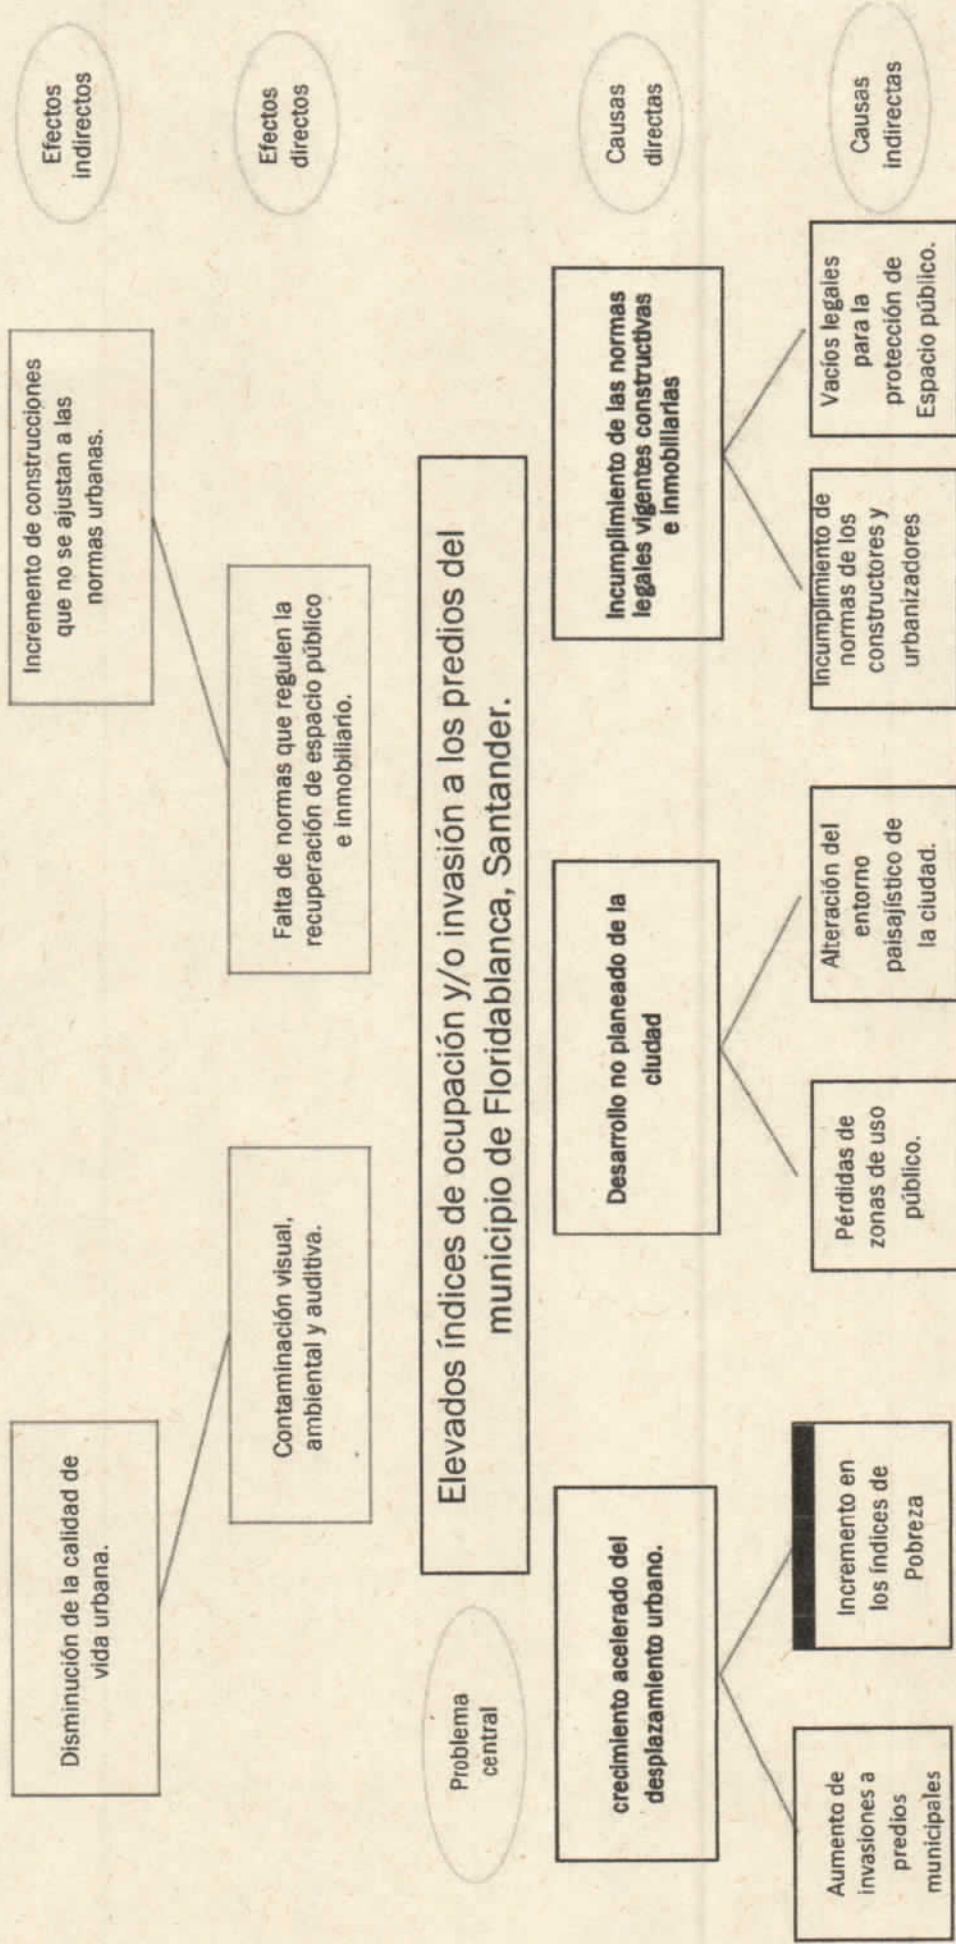 Disminución de la calidad de
vida urbana.
Incremento de construcciones
que no se ajustan a las
normas urbanas.
Efectos
indirectos
Contaminación visual,
ambiental y auditiva.
Falta de normas que regulen la
recuperación de espacio público
e inmobiliario.
Efectos
directos
Problema
central
Elevados índices de ocupación y/o invasión a los predios del
municipio de Floridablanca, Santander.
crecimiento acelerado del
desplazamiento urbano.
Desarrollo no planeado de la
ciudad
Incumplimiento de las normas
legales vigentes constructivas
e inmobiliarias
Causas
directas
Aumento de
invasiones a
predios
municipales
Incremento en
los índices de
Pobreza
Pérdidas de
zonas de uso
público.
Alteración del
entorno
paisajístico de
la ciudad.
Incumplimiento de
normas de los
constructores y
urbanizadores
Vacíos legales
para la
protección de
Espacio público.
Causas
indirectas